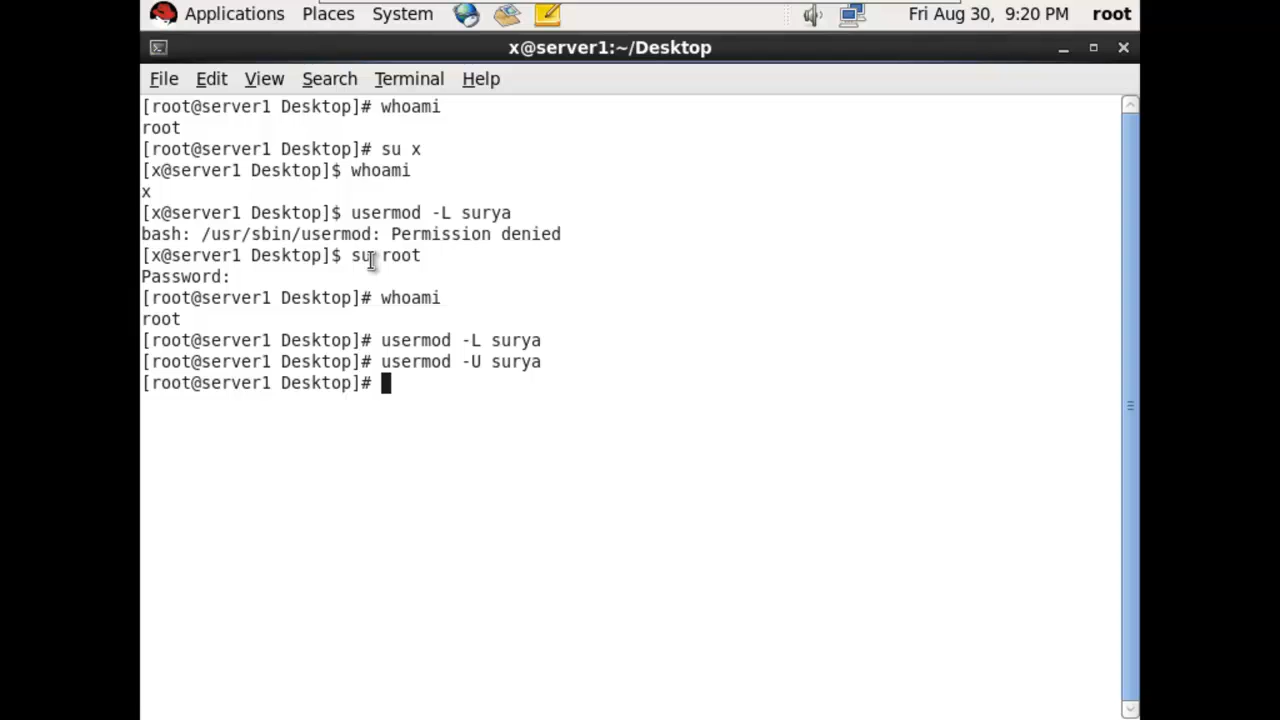 Applications Places System Fri Aug 30, 9:20 PM root
x@server1:~/Desktop
File Edit View Search Terminal Help
[root@server1 Desktop]# whoami
root
[root@server1 Desktop]# su x
[x@server1 Desktop]$ whoami
x
[x@server1 Desktop]$ usermod -L surya
bash: /usr/sbin/usermod: Permission denied
[x@server1 Desktop]$ su root
Password:
[root@server1 Desktop]# whoami
root
[root@server1 Desktop]# usermod -L surya
[root@server1 Desktop]# usermod -U surya
[root@server1 Desktop]#